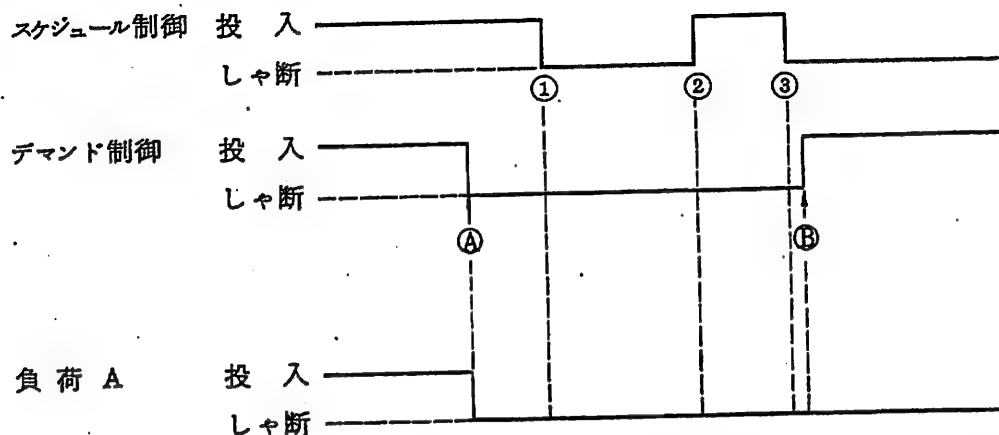 スケジュール制御 投 入
しゃ断
① ② ③
デマンド制御 投 入
しゃ断
Ⓐ Ⓑ
負荷 A 投 入
しゃ断